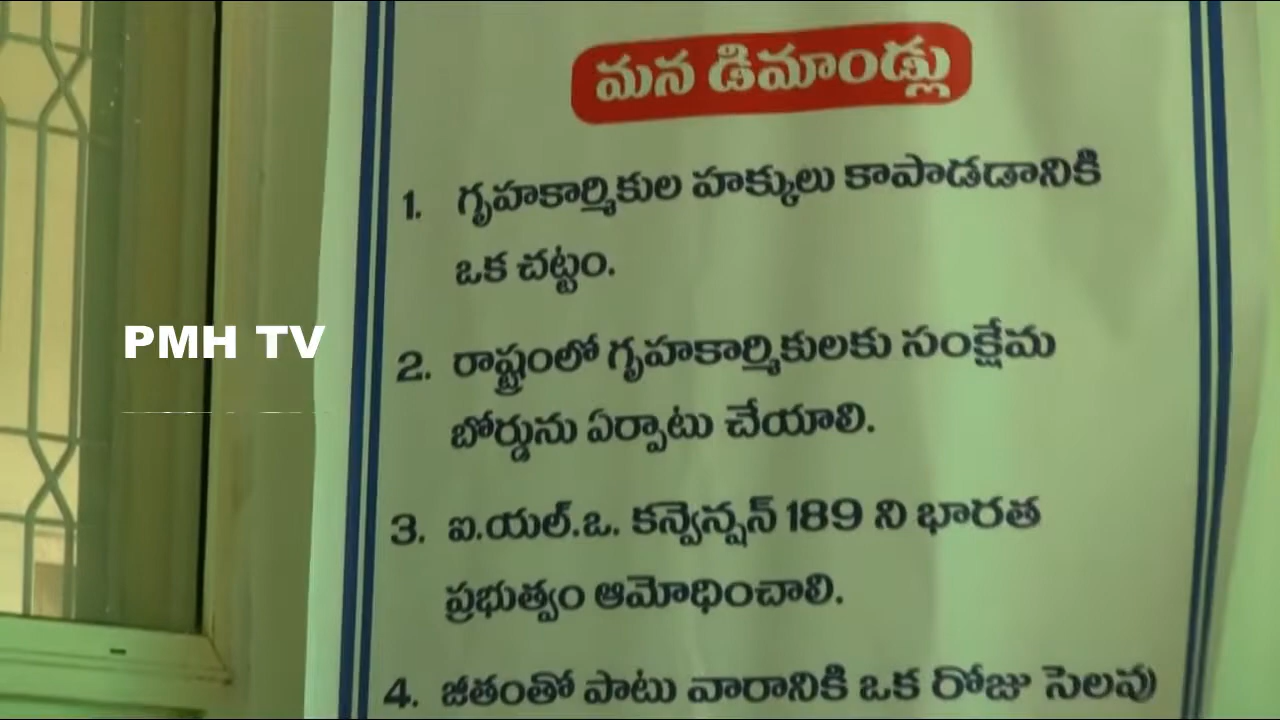 మన డిమాండ్లు
1. గృహకార్మికుల హక్కులు కాపాడడానికి
ఒక చట్టం.
PMH TV
2. రాష్ట్రంలో గృహకార్మికులకు సంక్షేమ
బోర్డును ఏర్పాటు చేయాలి.
3. ఐ.యల్.ఒ. కన్వెన్షన్ 189 ని భారత
ప్రభుత్వం ఆమోధించాలి.
4. జీతంతో పాటు వారానికి ఒక రోజు సెలవు